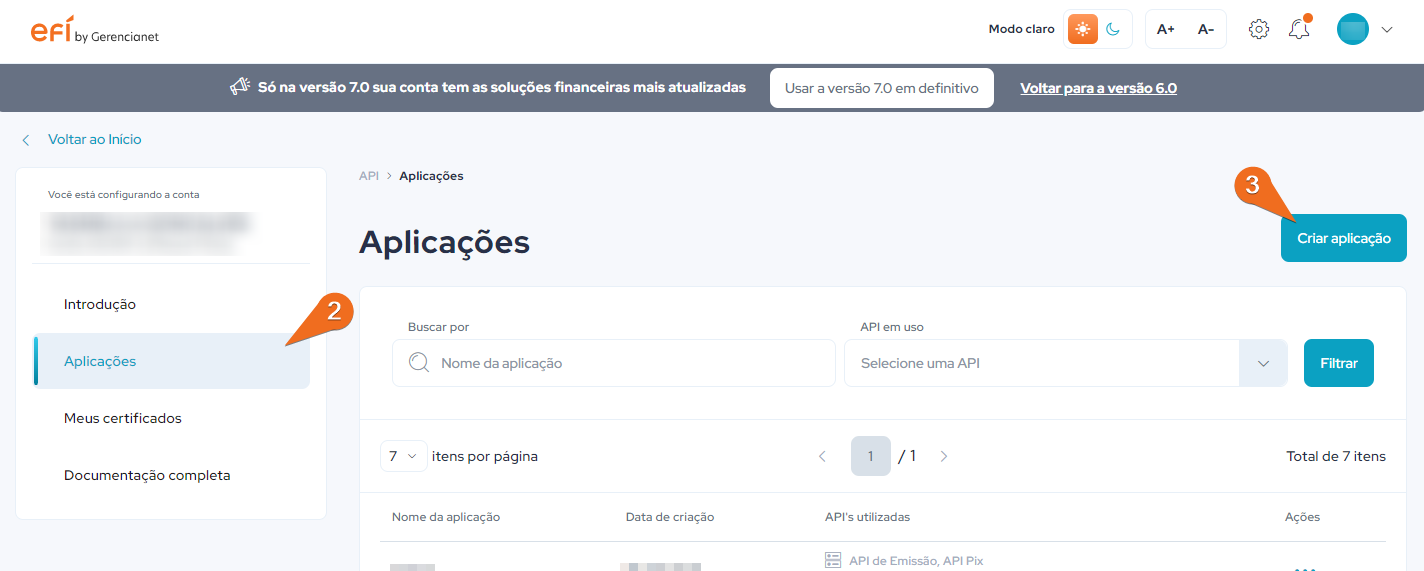 efí by Gerencianet
Modo claro
A+ A-
Só na versão 7.0 sua conta tem as soluções financeiras mais atualizadas
Usar a versão 7.0 em definitivo
Voltar para a versão 6.0
Voltar ao Início
Você está configurando a conta
Introdução
2
Aplicações
Meus certificados
Documentação completa
API > Aplicações
Aplicações
3
Criar aplicação
Buscar por
Nome da aplicação
API em uso
Selecione uma API
Filtrar
7 itens por página
1 / 1
Total de 7 itens
Nome da aplicação Data de criação API's utilizadas Ações
API de Emissão, API Pix